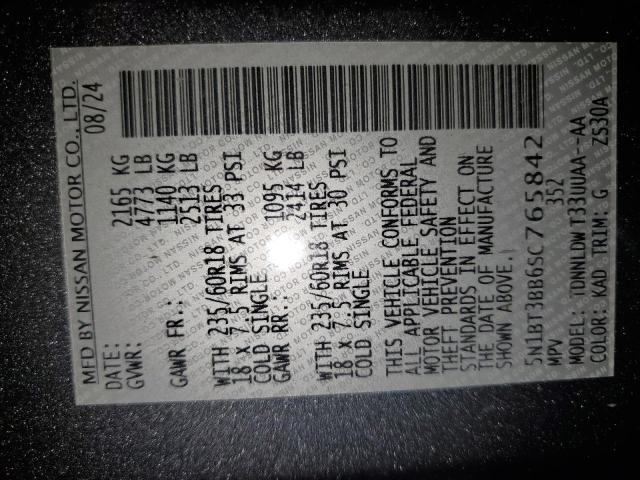 MFD BY NISSAN MOTOR CO., LTD.
DATE: 08/24
GVWR: 2165 KG
4773 LB
GAWR FR.: 1140 KG
2513 LB
WITH 235/60R18 TIRES
18 X 7.5 RIMS AT 33 PSI
COLD SINGLE
GAWR RR.: 1095 KG
2414 LB
WITH 235/60R18 TIRES
18 X 7.5 RIMS AT 30 PSI
COLD SINGLE
THIS VEHICLE CONFORMS TO
ALL APPLICABLE FEDERAL
MOTOR VEHICLE SAFETY AND
THEFT PREVENTION
STANDARDS IN EFFECT ON
THE DATE OF MANUFACTURE
SHOWN ABOVE.
5N1BT3BB6SC765842
MPV 352
MODEL: TDNNLDWT33UUAA--AA
COLOR: KAD TRIM: G ZS30A